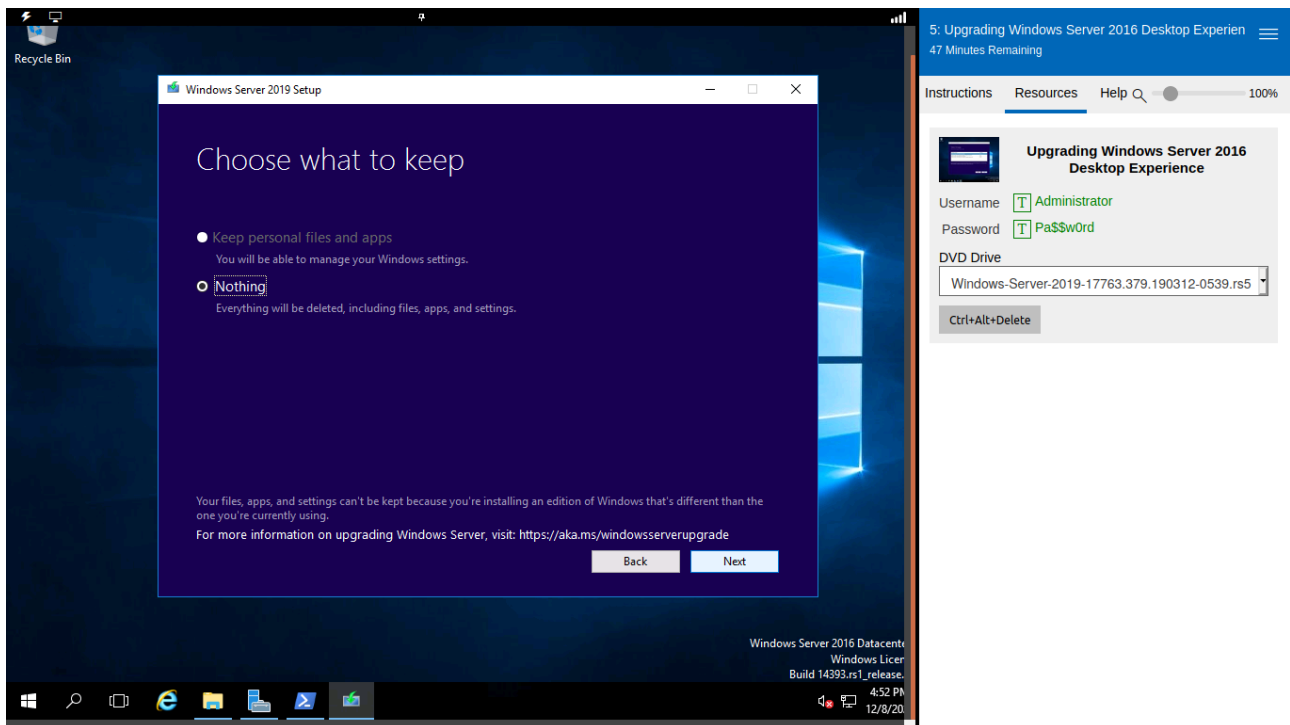 Recycle Bin
Windows Server 2019 Setup
Choose what to keep
Keep personal files and apps
You will be able to manage your Windows settings.
Nothing
Everything will be deleted, including files, apps, and settings.
Your files, apps, and settings can't be kept because you're installing an edition of Windows that's different than the
one you're currently using.
For more information on upgrading Windows Server, visit: https://aka.ms/windowsserverupgrade
Back
Next
Windows Server 2016 Datacente
Windows Licen
Build 14393.rs1_release.
4:52 PM
12/8/20
5: Upgrading Windows Server 2016 Desktop Experien
47 Minutes Remaining
Instructions
Resources
Help
100%
Upgrading Windows Server 2016
Desktop Experience
Username
T Administrator
Password
T Pa$$w0rd
DVD Drive
Windows-Server-2019-17763.379.190312-0539.rs5
Ctrl+Alt+Delete